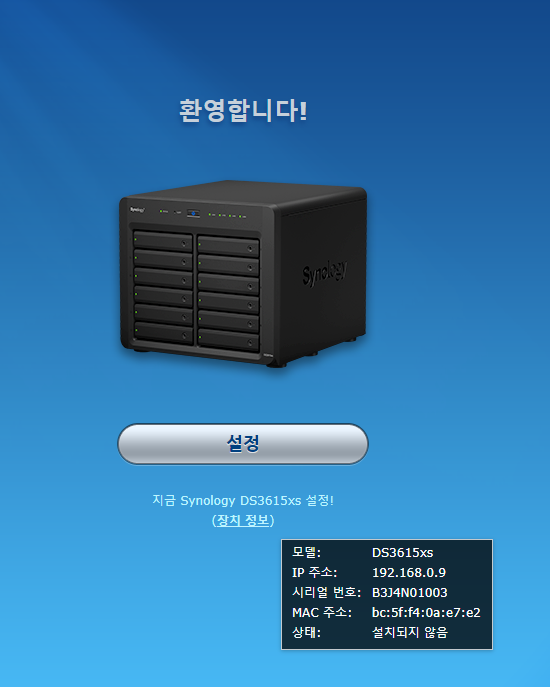 환영합니다!
Synology
Synology
설정
지금 Synology DS3615xs 설정!
(장치 정보)
모델: DS3615xs
IP 주소: 192.168.0.9
시리얼 번호: B3J4N01003
MAC 주소: bc:5f:f4:0a:e7:e2
상태: 설치되지 않음